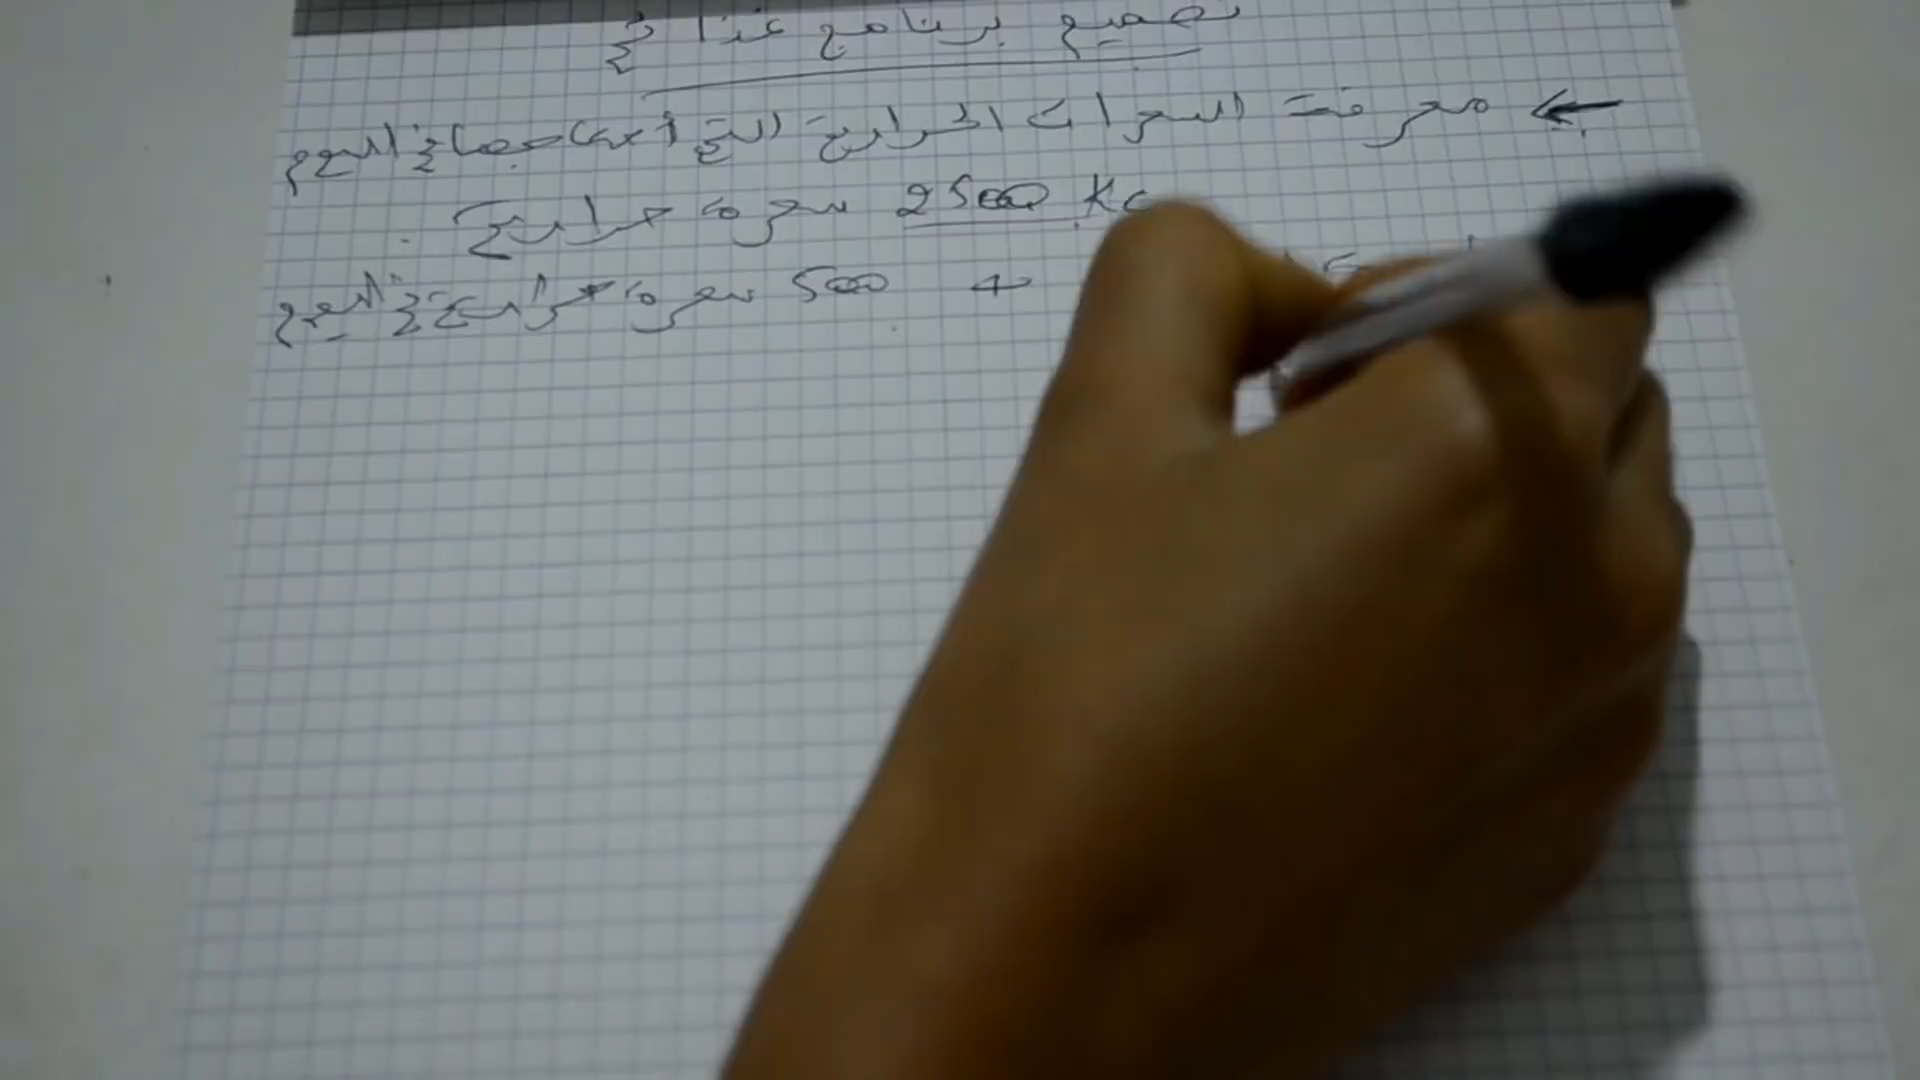 تصميم برنامج غذائي
← معرفة السعرات الحرارية التي أحتاجها في اليوم
2500 Kc سعرة حرارية
+ 500 سعرة حرارية في اليوم